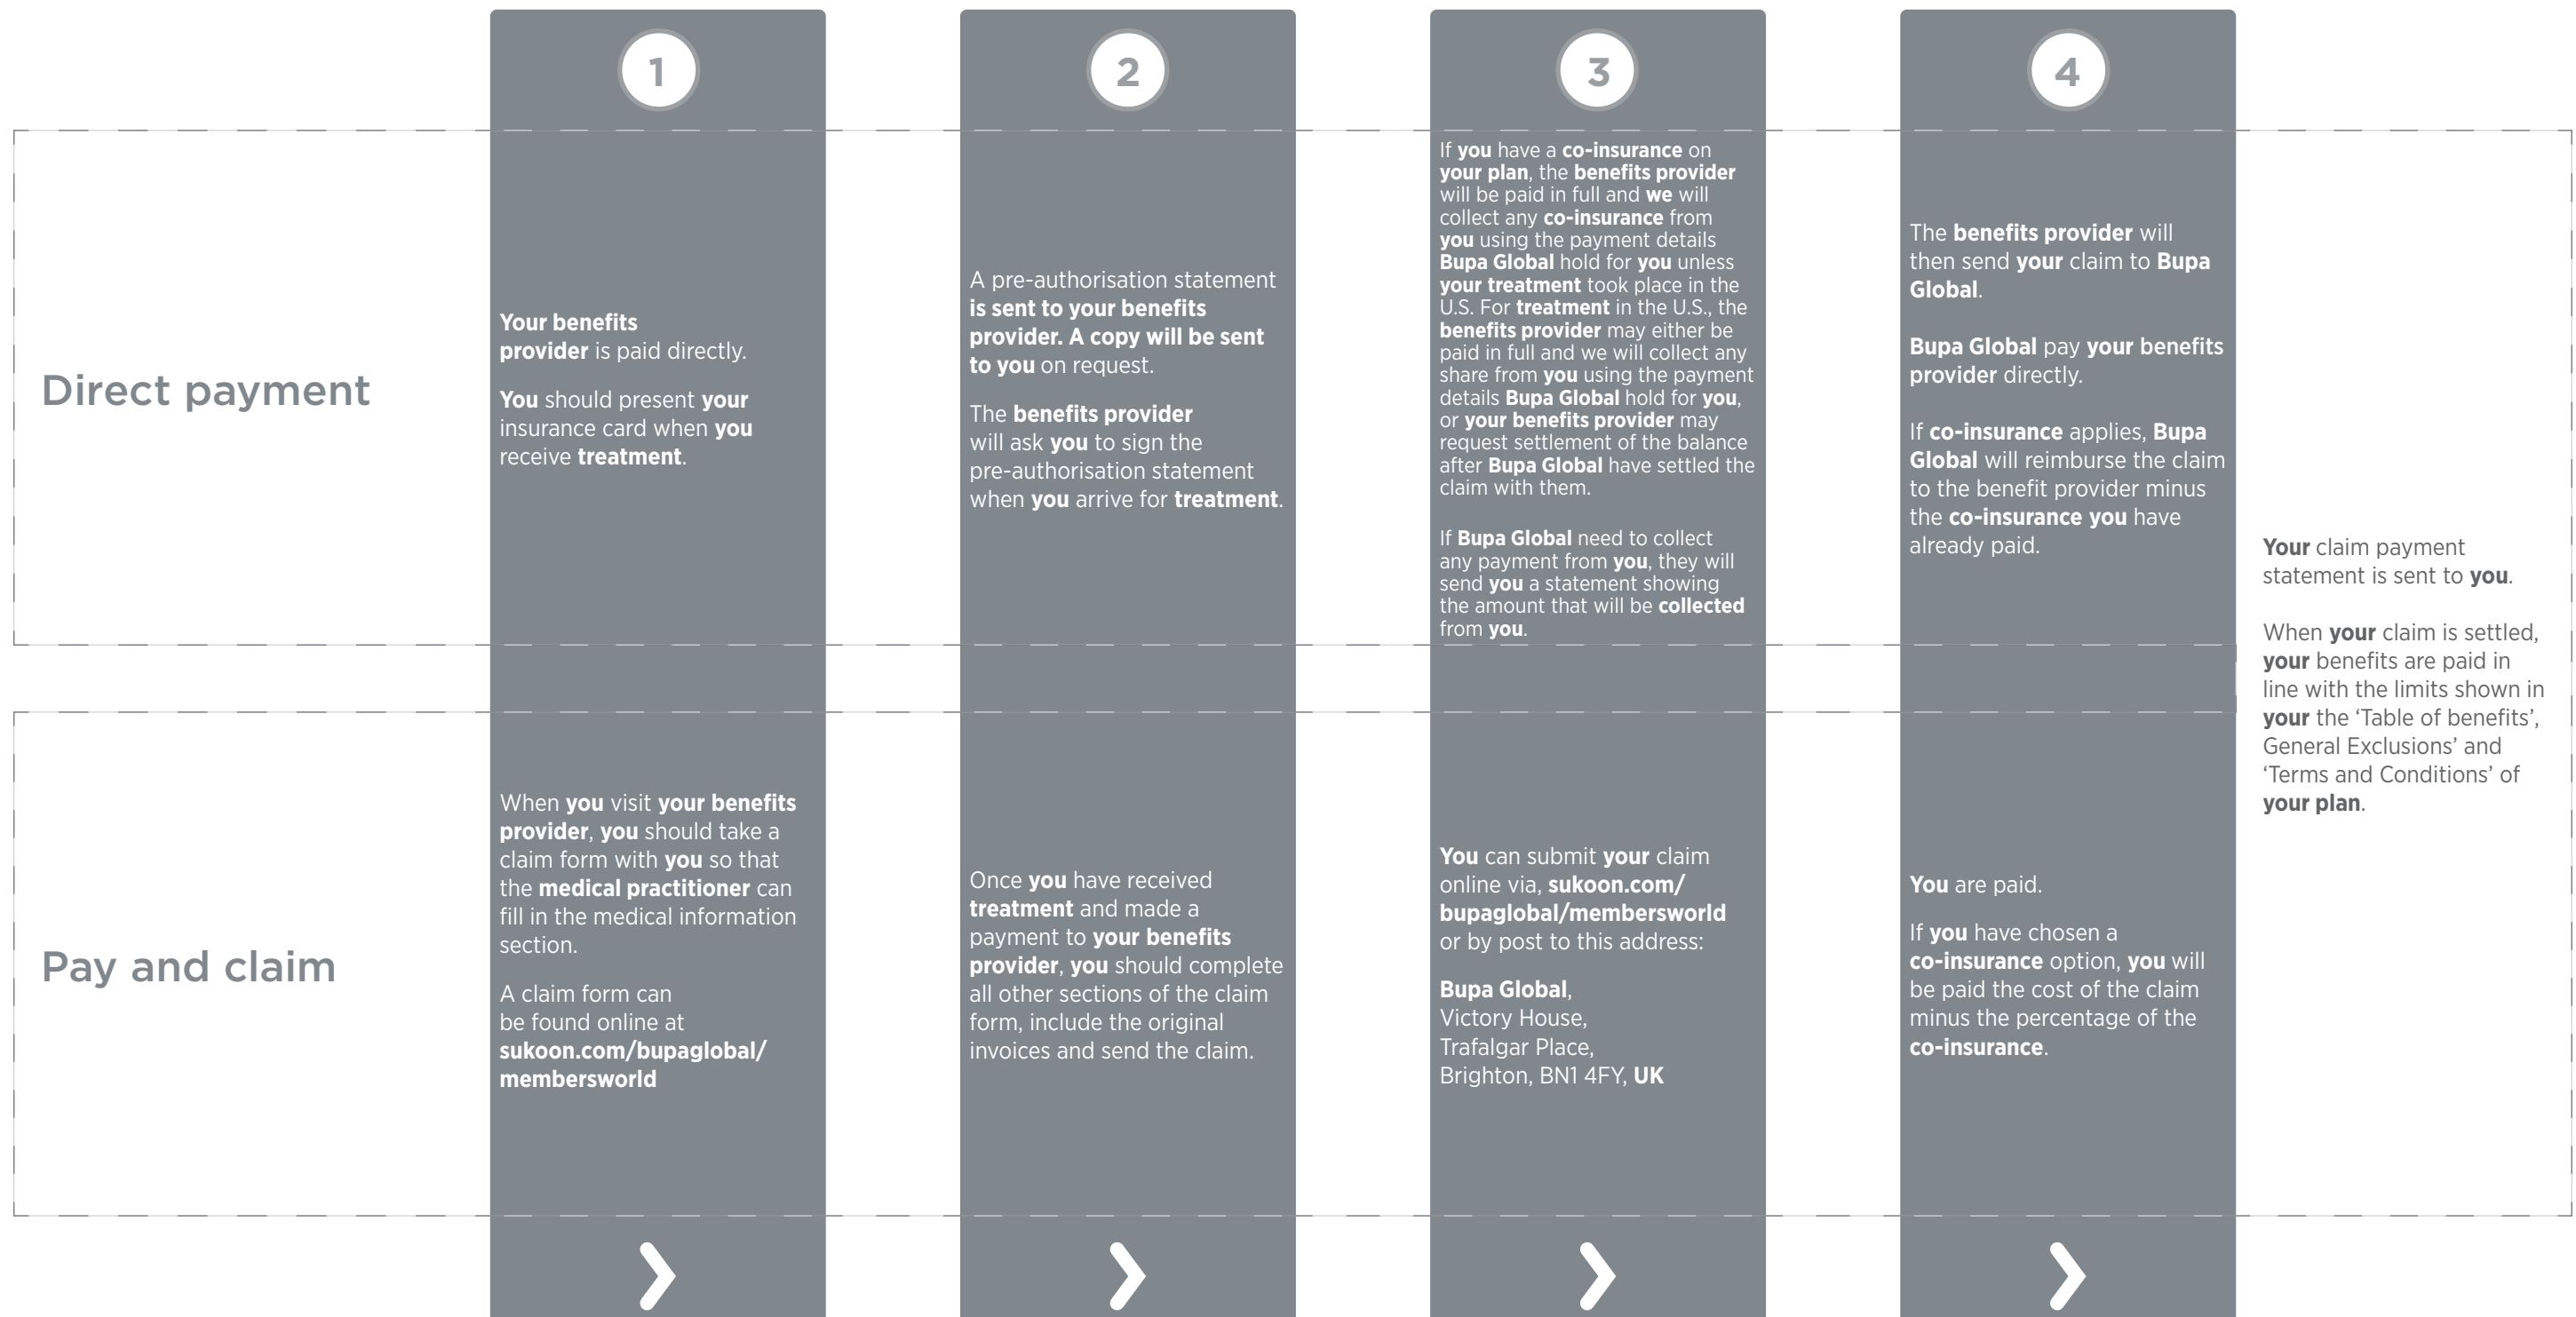 1
2
3
4
Direct payment
Your benefits
provider is paid directly.
You should present your
insurance card when you
receive treatment.
A pre-authorisation statement
is sent to your benefits
provider. A copy will be sent
to you on request.
The benefits provider
will ask you to sign the
pre-authorisation statement
when you arrive for treatment.
If you have a co-insurance on
your plan, the benefits provider
will be paid in full and we will
collect any co-insurance from
you using the payment details
Bupa Global hold for you unless
your treatment took place in the
U.S. For treatment in the U.S., the
benefits provider may either be
paid in full and we will collect any
share from you using the payment
details Bupa Global hold for you,
or your benefits provider may
request settlement of the balance
after Bupa Global have settled the
claim with them.
If Bupa Global need to collect
any payment from you, they will
send you a statement showing
the amount that will be collected
from you.
The benefits provider will
then send your claim to Bupa
Global.
Bupa Global pay your benefits
provider directly.
If co-insurance applies, Bupa
Global will reimburse the claim
to the benefit provider minus
the co-insurance you have
already paid.
Pay and claim
When you visit your benefits
provider, you should take a
claim form with you so that
the medical practitioner can
fill in the medical information
section.
A claim form can
be found online at
sukoon.com/bupaglobal/
membersworld
Once you have received
treatment and made a
payment to your benefits
provider, you should complete
all other sections of the claim
form, include the original
invoices and send the claim.
You can submit your claim
online via, sukoon.com/
bupaglobal/membersworld
or by post to this address:
Bupa Global,
Victory House,
Trafalgar Place,
Brighton, BN1 4FY, UK
You are paid.
If you have chosen a
co-insurance option, you will
be paid the cost of the claim
minus the percentage of the
co-insurance.
Your claim payment
statement is sent to you.
When your claim is settled,
your benefits are paid in
line with the limits shown in
your the ‘Table of benefits’,
General Exclusions’ and
‘Terms and Conditions’ of
your plan.